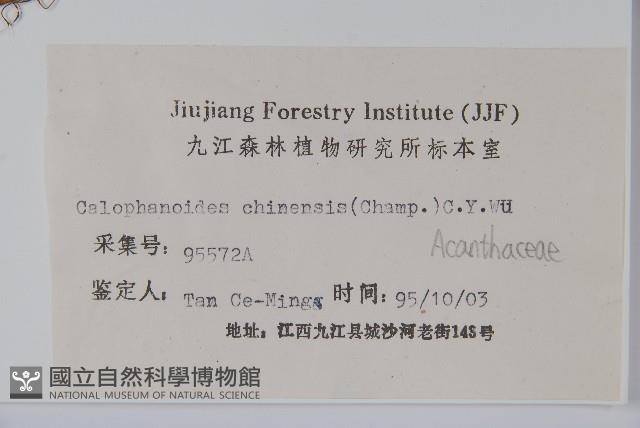 Jiujiang Forestry Institute (JJF)
九江森林植物研究所标本室
Calophanoides chinensis(Champ.)C.Y.WU
采集号: 95572A
Acanthaceae
鉴定人: Tan Ce-Ming 时间: 95/10/03
地址: 江西九江县城沙河老街148号
國立自然科學博物館
NATIONAL MUSEUM OF NATURAL SCIENCE